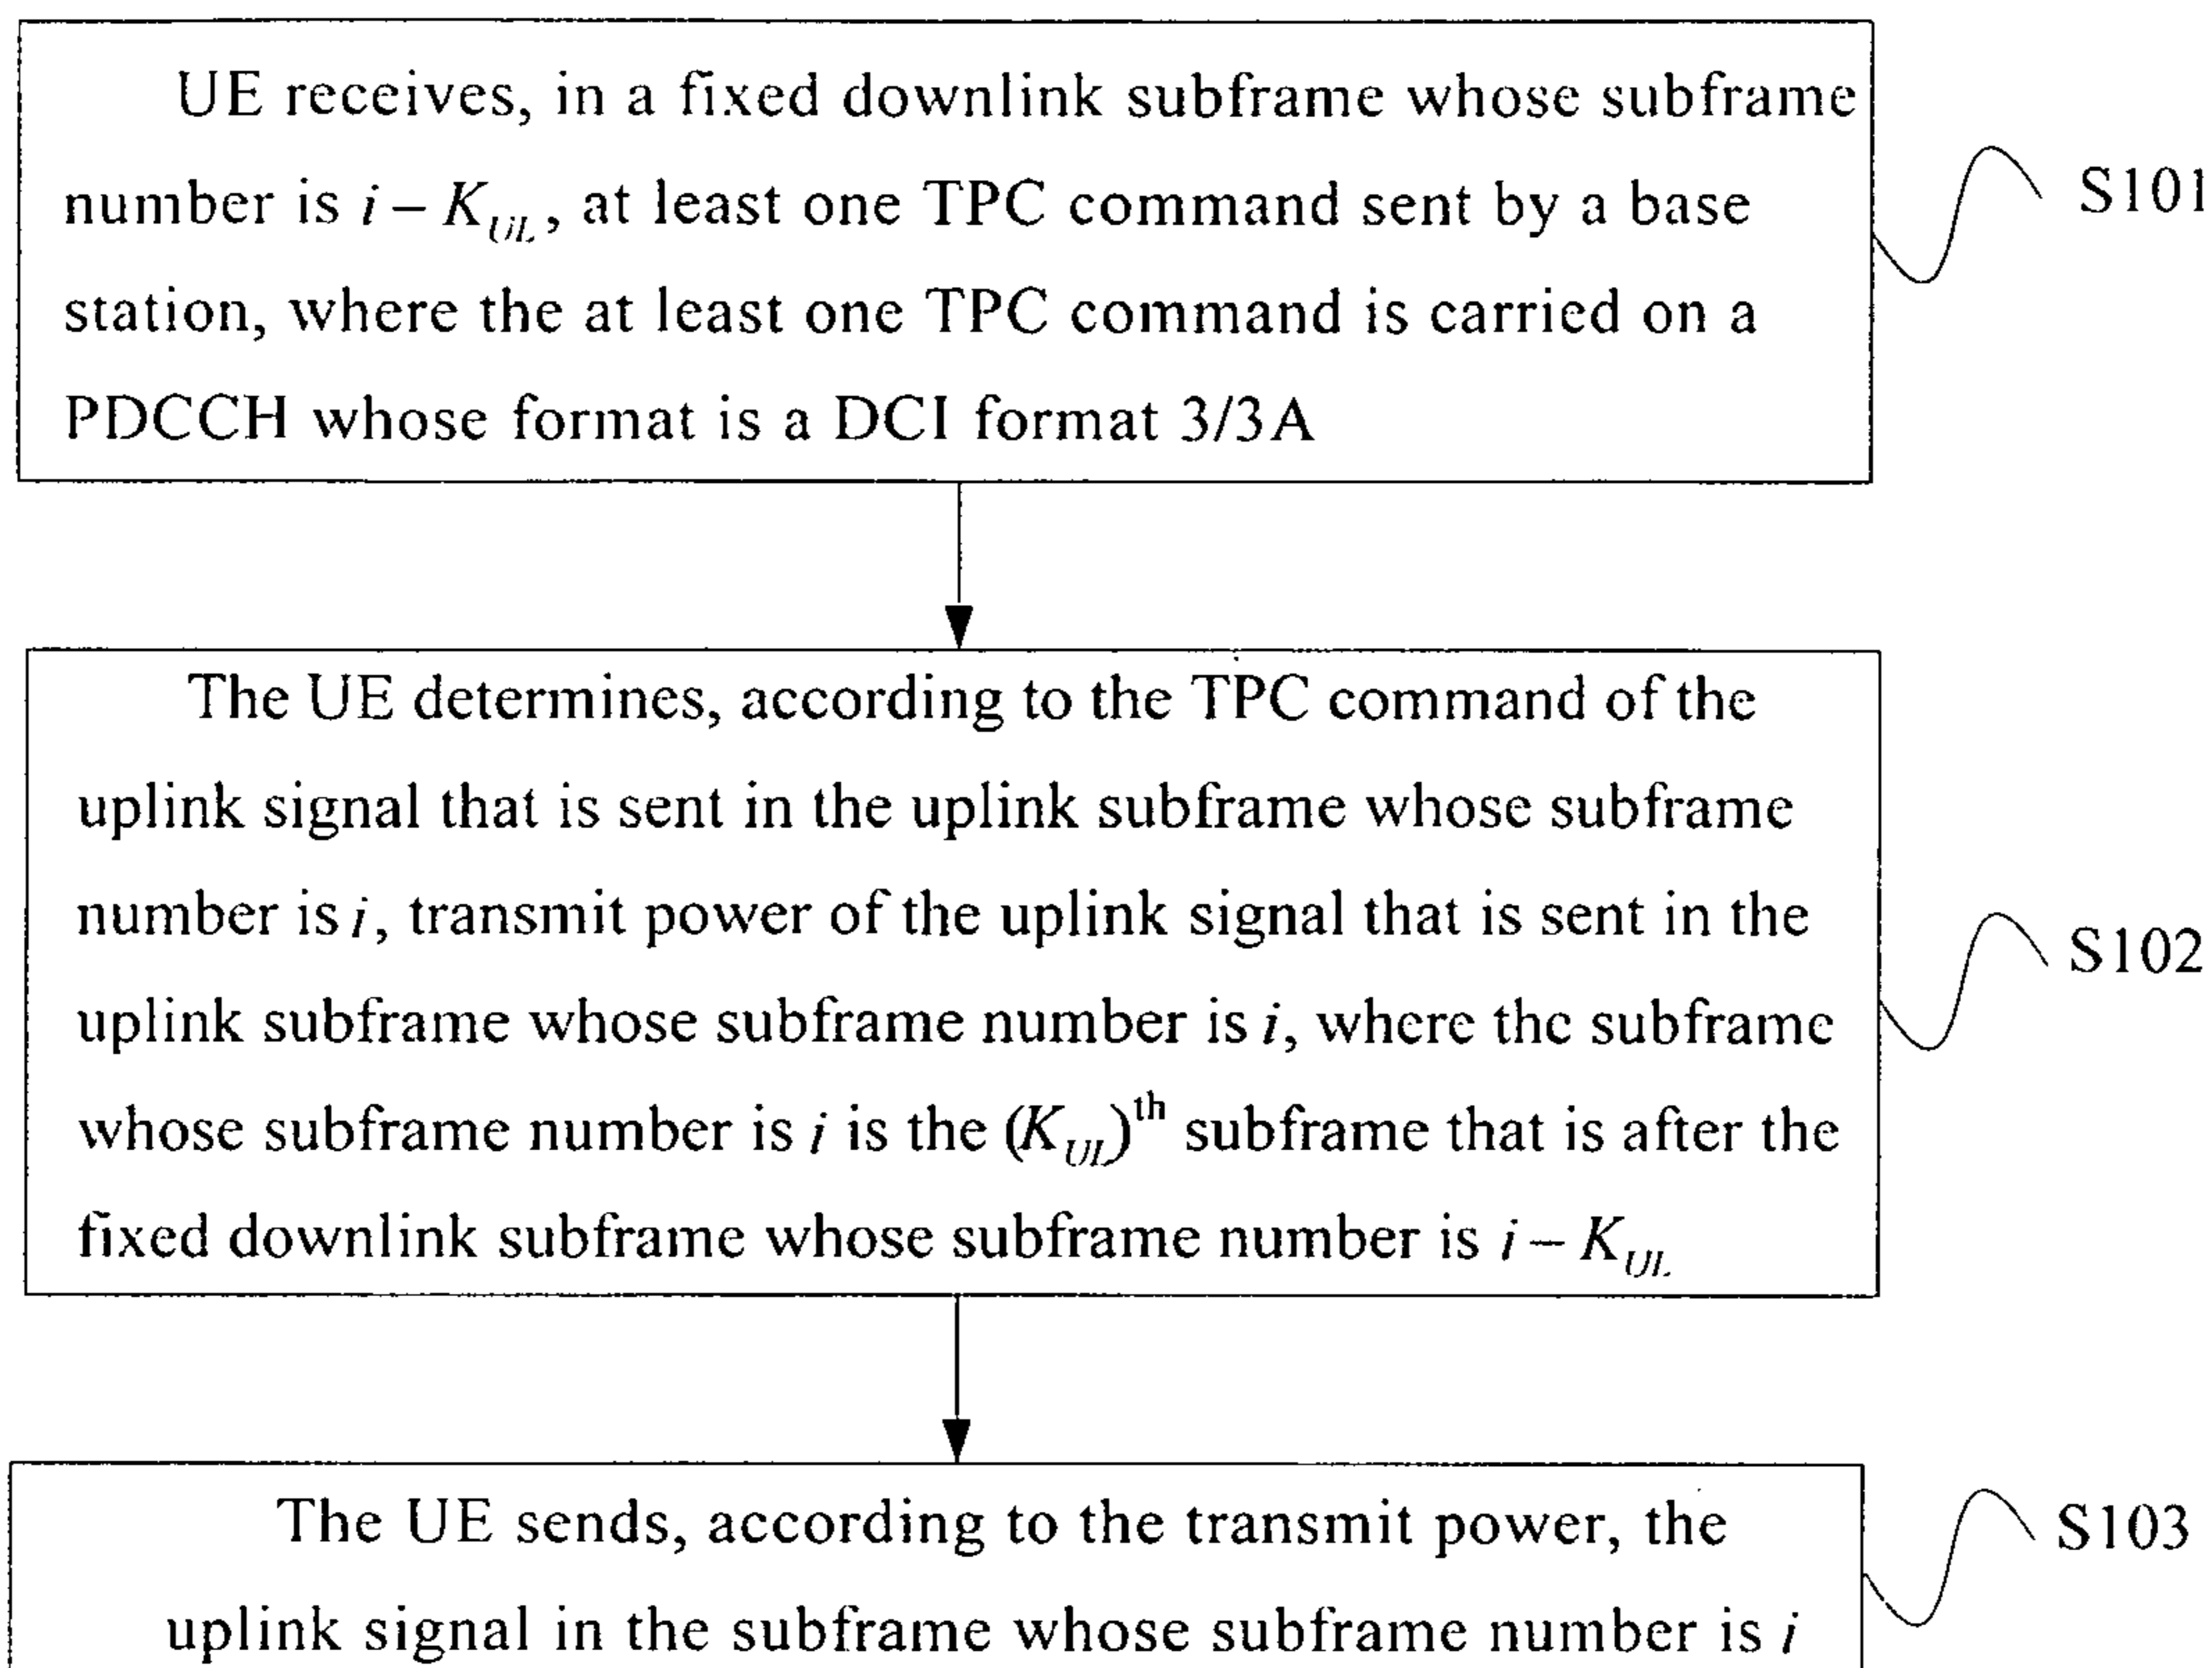 UE receives, in a fixed downlink subframe whose subframe
number is i – K_UL, at least one TPC command sent by a base
station, where the at least one TPC command is carried on a
PDCCH whose format is a DCI format 3/3A
S101
The UE determines, according to the TPC command of the
uplink signal that is sent in the uplink subframe whose subframe
number is i, transmit power of the uplink signal that is sent in the
uplink subframe whose subframe number is i, where the subframe
whose subframe number is i is the (K_UL)th subframe that is after the
fixed downlink subframe whose subframe number is i – K_UL
S102
The UE sends, according to the transmit power, the
uplink signal in the subframe whose subframe number is i
S103